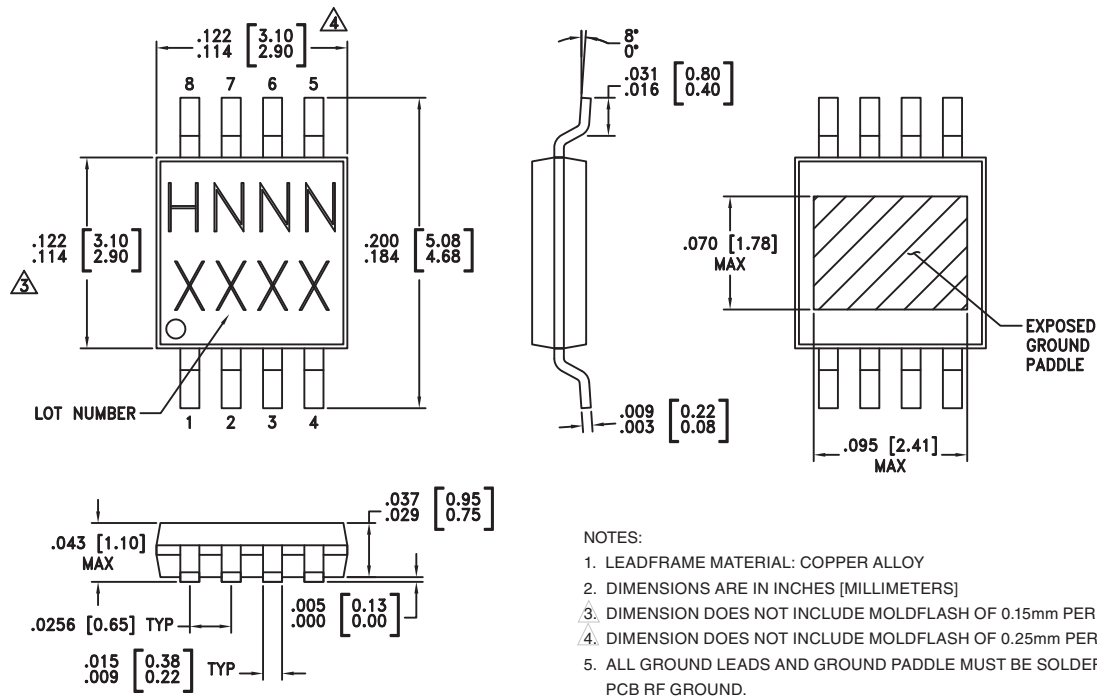 .122 [3.10]
.114 [2.90]
4
8 7 6 5
HNNN
XXXX
.122 [3.10]
.114 [2.90]
3
.200 [5.08]
.184 [4.68]
LOT NUMBER
1 2 3 4
8°
0°
.031 [0.80]
.016 [0.40]
.009 [0.22]
.003 [0.08]
.070 [1.78]
MAX
EXPOSED
GROUND
PADDLE
.095 [2.41]
MAX
.037 [0.95]
.029 [0.75]
.043 [1.10]
MAX
.005 [0.13]
.000 [0.00]
.0256 [0.65] TYP
.015 [0.38]
.009 [0.22]
TYP
NOTES:
1. LEADFRAME MATERIAL: COPPER ALLOY
2. DIMENSIONS ARE IN INCHES [MILLIMETERS]
3. DIMENSION DOES NOT INCLUDE MOLDFLASH OF 0.15mm PER
4. DIMENSION DOES NOT INCLUDE MOLDFLASH OF 0.25mm PER
5. ALL GROUND LEADS AND GROUND PADDLE MUST BE SOLDER
PCB RF GROUND.